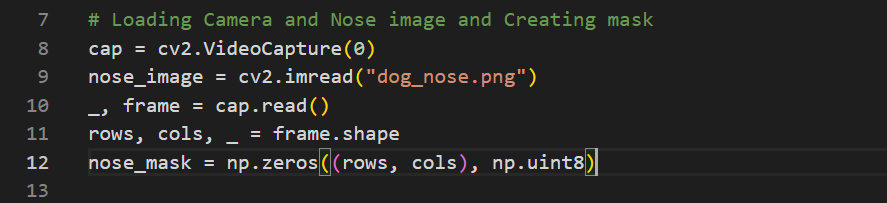 7 # Loading Camera and Nose image and Creating mask
8 cap = cv2.VideoCapture(0)
9 nose_image = cv2.imread("dog_nose.png")
10 _, frame = cap.read()
11 rows, cols, _ = frame.shape
12 nose_mask = np.zeros((rows, cols), np.uint8)
13